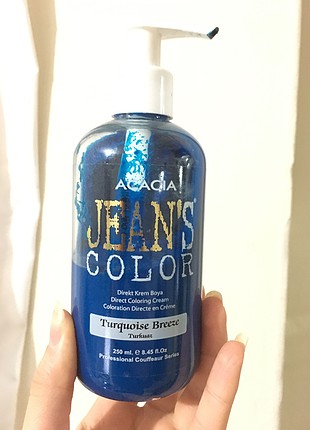 ACACIA
JEAN'S
COLOR
Direkt Krem Boya
Direct Coloring Cream
Coloration Directe en Crème
Turquoise Breeze
Turkuaz
250 ml. e 8.45 fl.Oz
Professional Couffeur Series